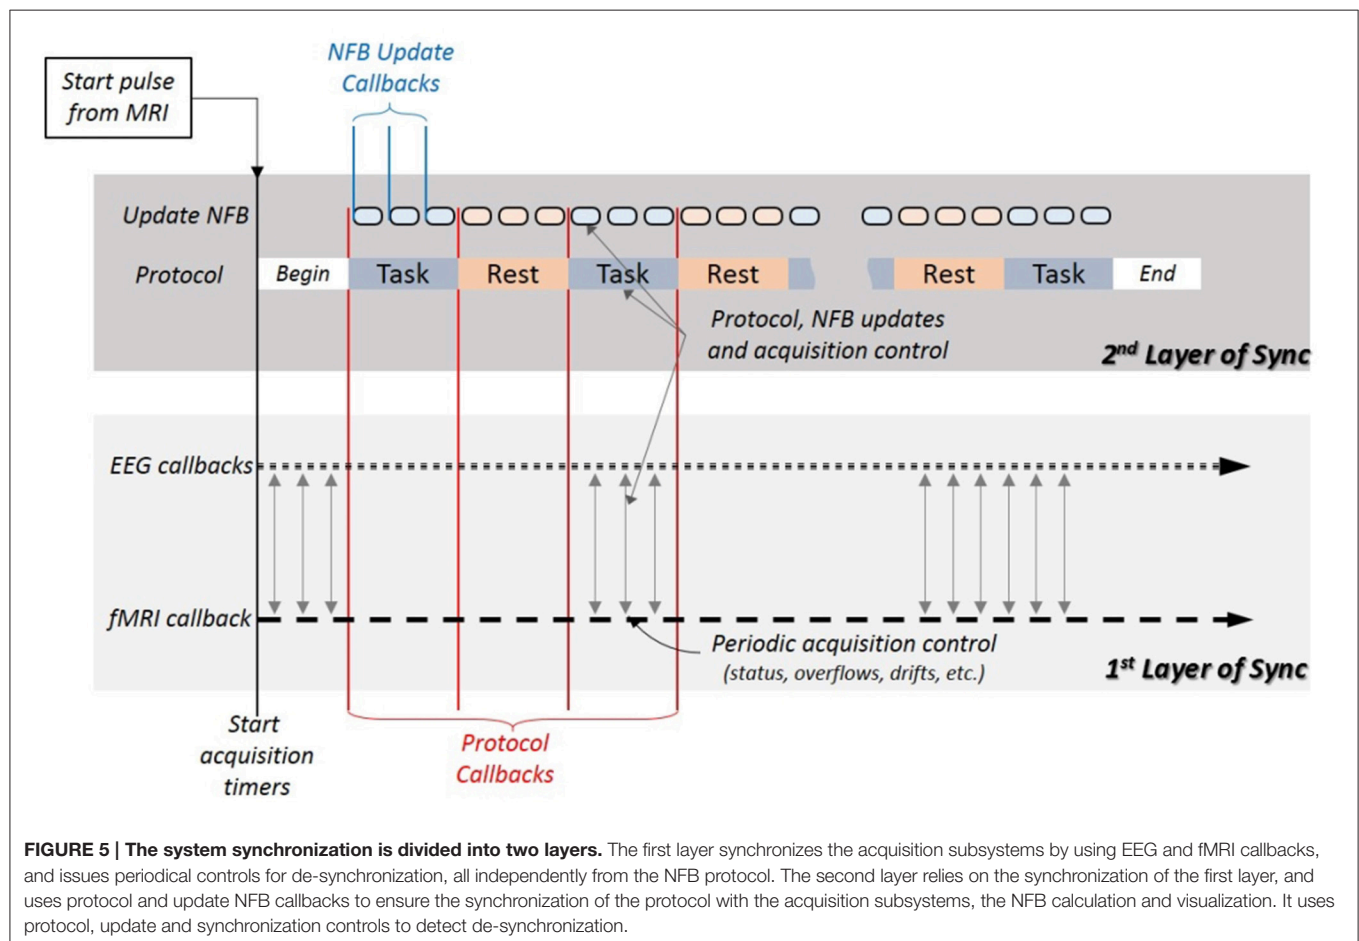 NFB Update
Callbacks
Start pulse
from MRI
Update NFB
Protocol
Begin
Task
Rest
Task
Rest
Rest
Task
End
Protocol, NFB updates
and acquisition control
2nd Layer of Sync
EEG callbacks
fMRI callback
Periodic acquisition control
(status, overflows, drifts, etc.)
1st Layer of Sync
Start
acquisition
timers
Protocol
Callbacks
FIGURE 5 | The system synchronization is divided into two layers. The first layer synchronizes the acquisition subsystems by using EEG and fMRI callbacks,
and issues periodical controls for de-synchronization, all independently from the NFB protocol. The second layer relies on the synchronization of the first layer, and
uses protocol and update NFB callbacks to ensure the synchronization of the protocol with the acquisition subsystems, the NFB calculation and visualization. It uses
protocol, update and synchronization controls to detect de-synchronization.